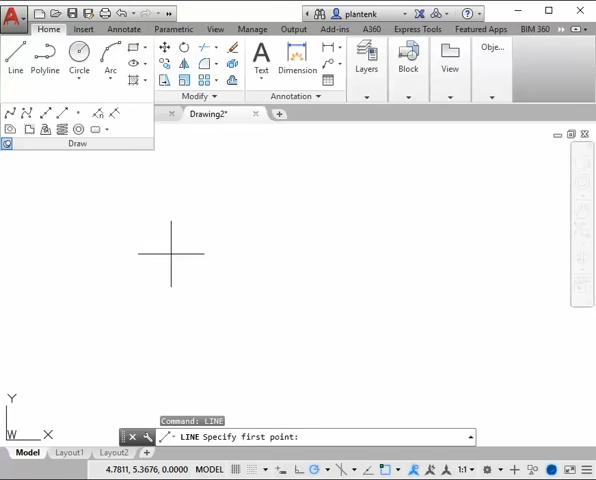 plantenk
Home Insert Annotate Parametric View Manage Output Add-ins A360 Express Tools Featured Apps BIM 360
A
A
Obje...
Line Polyline Circle Arc Text Dimension Layers Block View
Modify Annotation
Drawing2*
Draw
Y
W X
Command: LINE
LINE Specify first point:
Model Layout1 Layout2
4.7811, 5.3676, 0.0000 MODEL 1:1